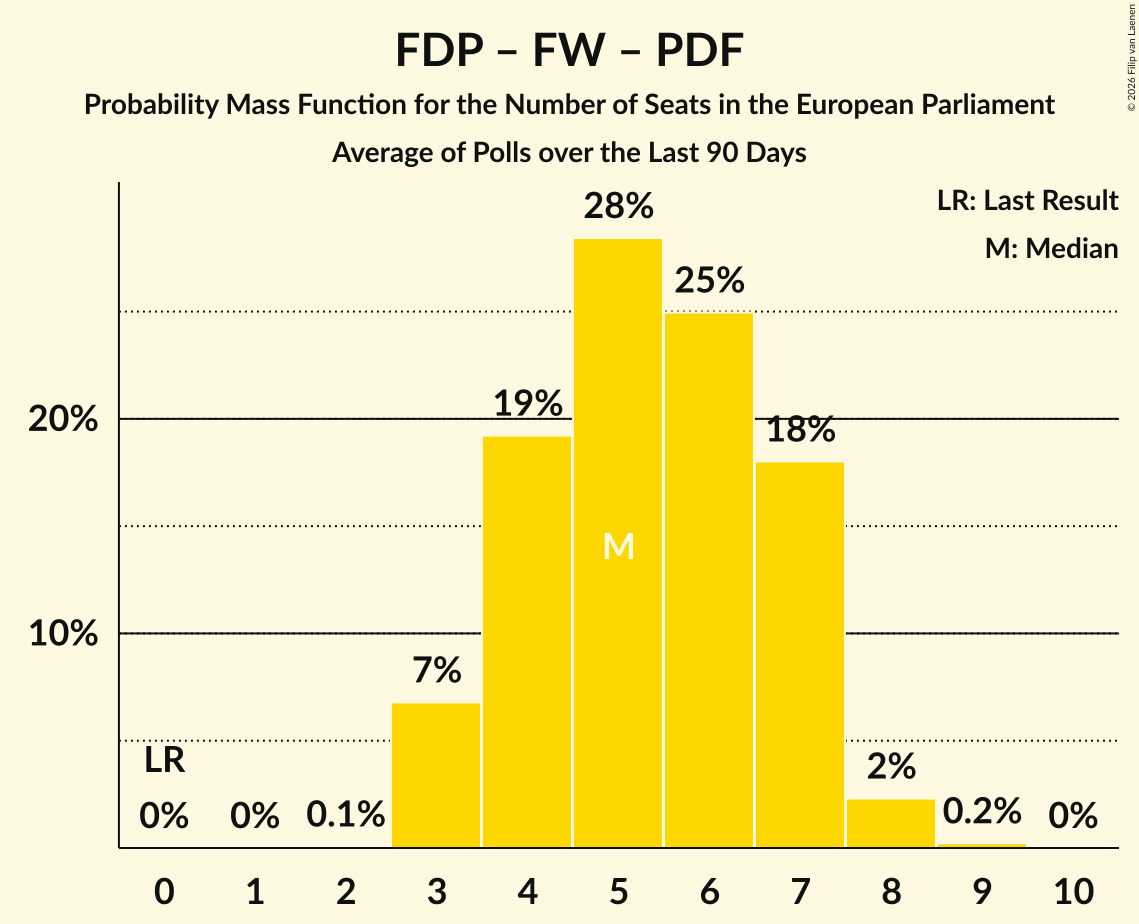 FDP – FW – PDF
Probability Mass Function for the Number of Seats in the European Parliament
Average of Polls over the Last 90 Days
© 2026 Filip van Laenen
LR: Last Result
M: Median
28%
25%
20%
19%
18%
M
10%
7%
LR
2%
0%
0%
0.1%
0.2%
0%
0 1 2 3 4 5 6 7 8 9 10